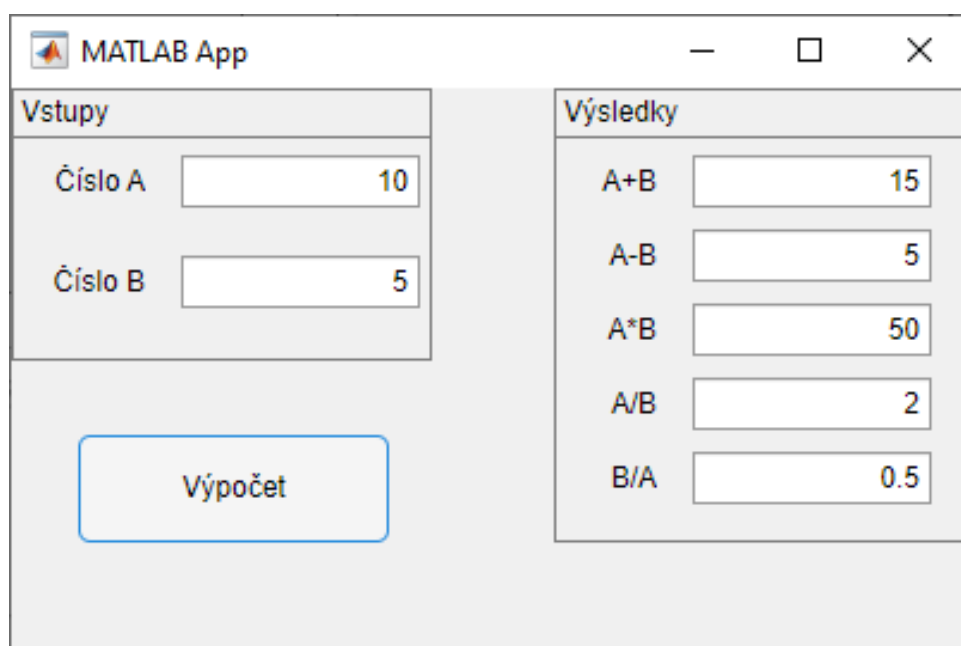 MATLAB App
Vstupy
Číslo A 10
Číslo B 5
Výpočet
Výsledky
A+B 15
A-B 5
A*B 50
A/B 2
B/A 0.5